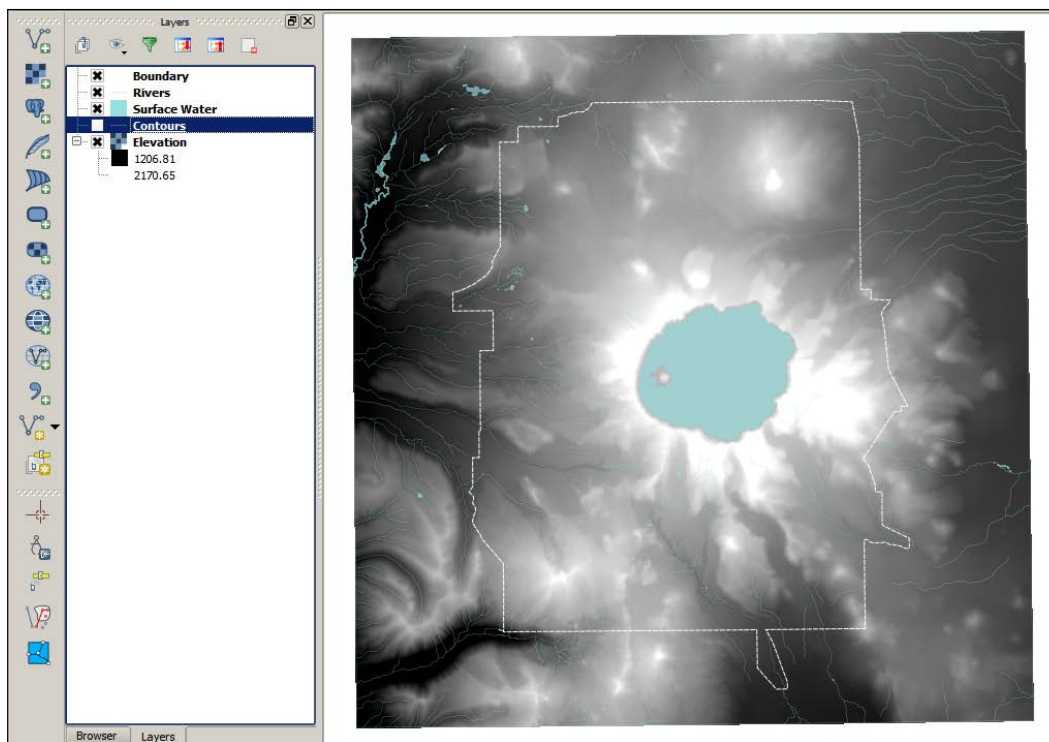 Layers
Boundary
Rivers
Surface Water
Contours
Elevation
1206.81
2170.65
Browser
Layers